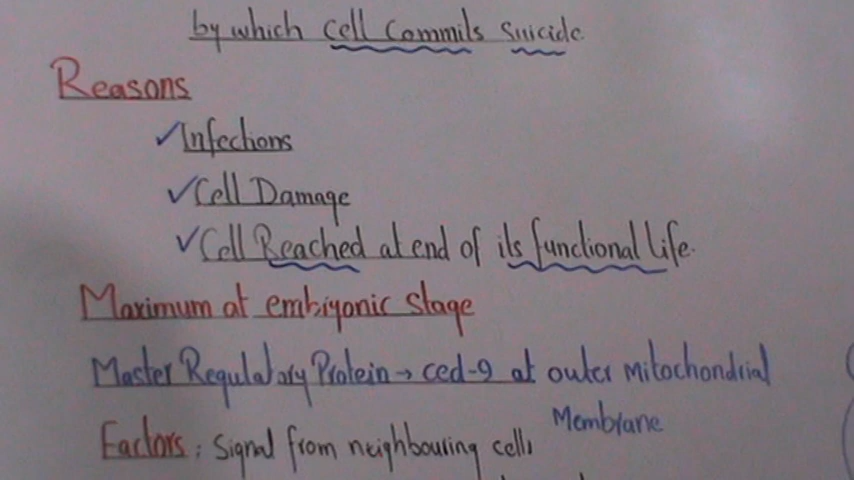 by which Cell Commits Suicide.
Reasons
✓Infections
✓Cell Damage
✓Cell Reached at end of its functional life.
Maximum at embryonic stage
Master Regulatory Protein → ced-9 at outer mitochondrial
Membrane
Factors: Signal from neighbouring cells